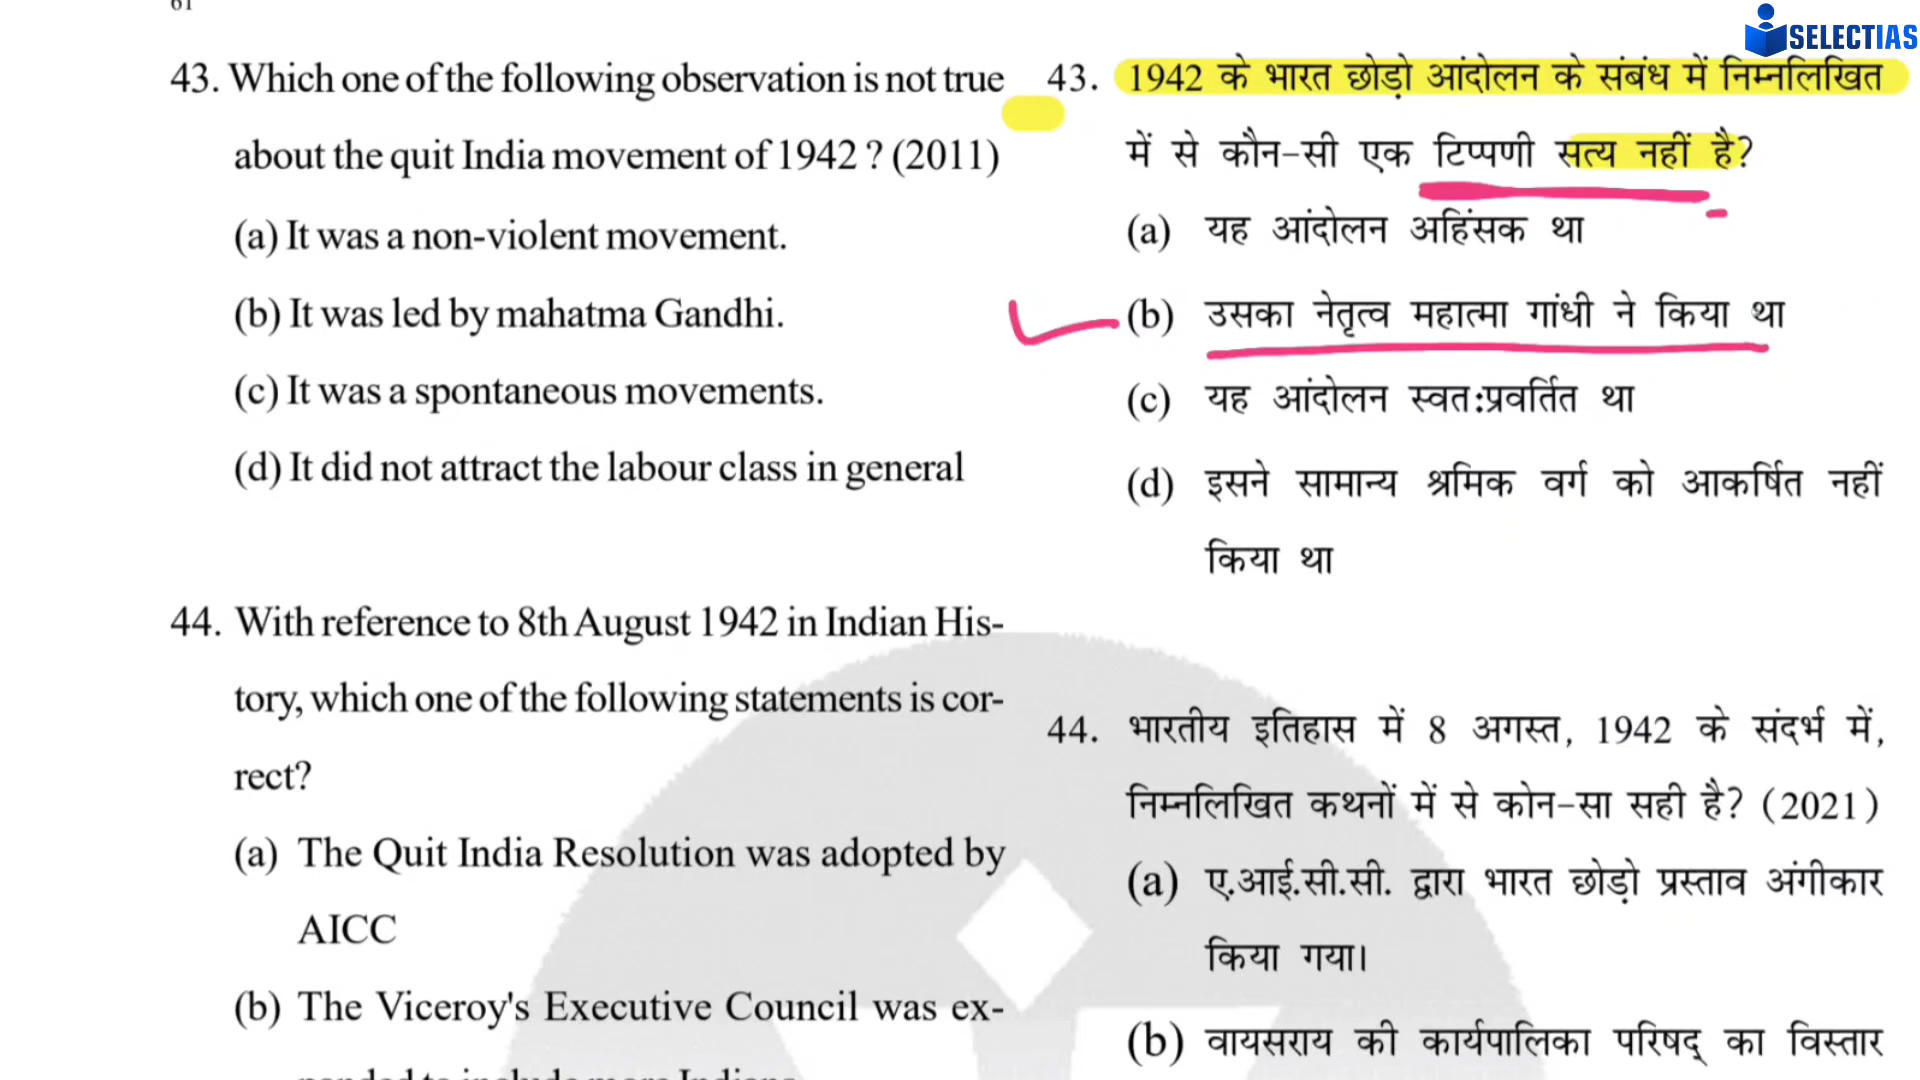 61
SELECTIAS
43. Which one of the following observation is not true
about the quit India movement of 1942 ? (2011)
(a) It was a non-violent movement.
(b) It was led by mahatma Gandhi.
(c) It was a spontaneous movements.
(d) It did not attract the labour class in general
44. With reference to 8th August 1942 in Indian His-
tory, which one of the following statements is cor-
rect?
(a) The Quit India Resolution was adopted by
AICC
(b) The Viceroy's Executive Council was ex-
panded to include more Indians
43. 1942 के भारत छोड़ो आंदोलन के संबंध में निम्नलिखित
में से कौन-सी एक टिप्पणी सत्य नहीं है?
(a) यह आंदोलन अहिंसक था
(b) उसका नेतृत्व महात्मा गांधी ने किया था
(c) यह आंदोलन स्वतःप्रवर्तित था
(d) इसने सामान्य श्रमिक वर्ग को आकर्षित नहीं
किया था
44. भारतीय इतिहास में 8 अगस्त, 1942 के संदर्भ में,
निम्नलिखित कथनों में से कोन-सा सही है? (2021)
(a) ए.आई.सी.सी. द्वारा भारत छोड़ो प्रस्ताव अंगीकार
किया गया।
(b) वायसराय की कार्यपालिका परिषद् का विस्तार